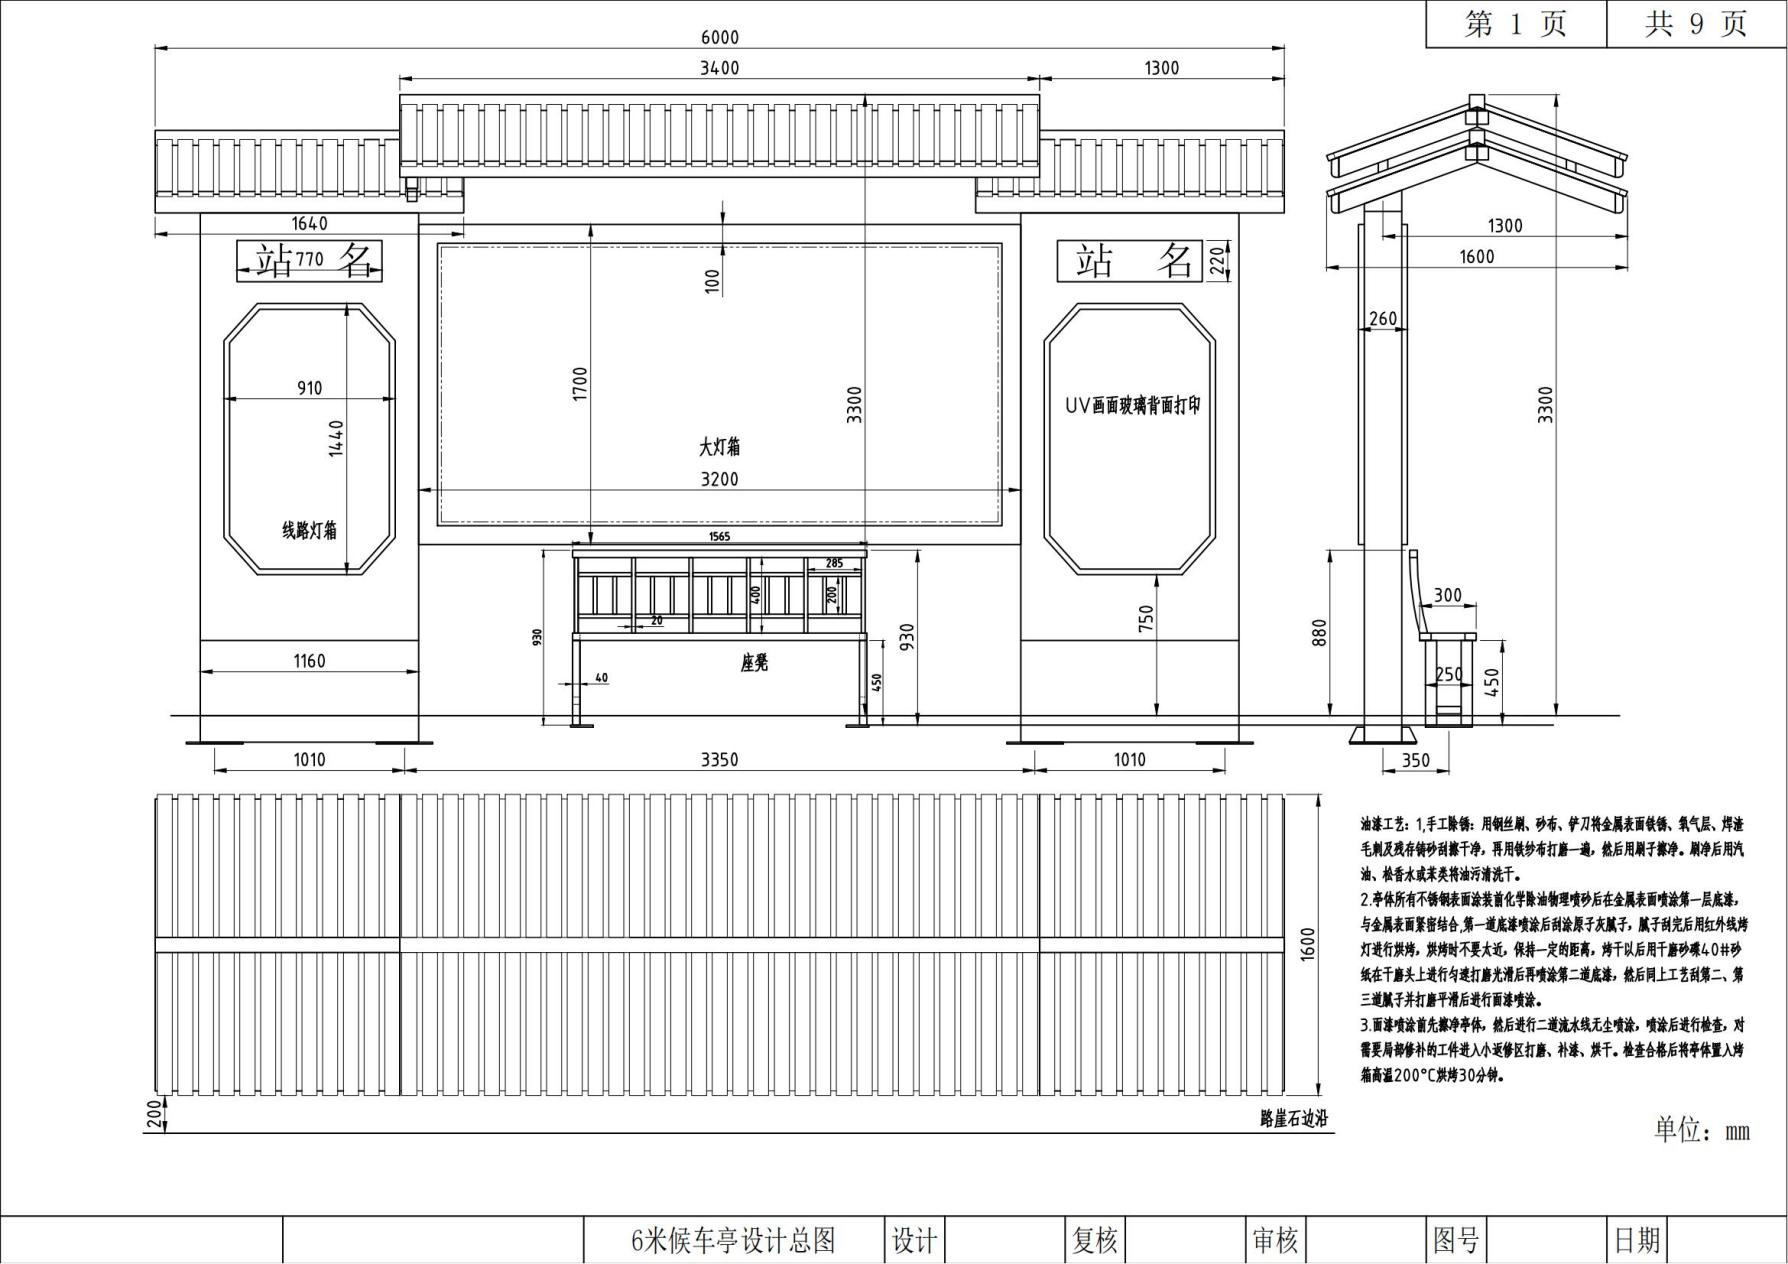 第 1 页
共 9 页
6000
3400
1300
1640
站 名
770
100
站 名
220
1300
1600
910
1440
1700
3300
260
3300
UV画面玻璃背面打印
大灯箱
3200
线路灯箱
1565
285
400
200
20
930
930
750
880
300
1160
座凳
40
450
250
450
1010
3350
1010
350
1600
200
路崖石边沿
油漆工艺：1,手工除锈：用钢丝刷、砂布、铲刀将金属表面铁锈、氧气层、焊渣
毛刺及残存铸砂刮擦干净，再用铁纱布打磨一遍，然后用刷子擦净。刷净后用汽
油、松香水或苯类将油污清洗干。
2.亭体所有不锈钢表面涂装前化学除油物理喷砂后在金属表面喷涂第一层底漆，
与金属表面紧密结合,第一道底漆喷涂后刮涂原子灰腻子，腻子刮完后用红外线烤
灯进行烘烤，烘烤时不要太近，保持一定的距离，烤干以后用干磨砂碟40#砂
纸在干磨头上进行匀速打磨光滑后再喷涂第二道底漆，然后同上工艺刮第二、第
三道腻子并打磨平滑后进行面漆喷涂。
3.面漆喷涂前先擦净亭体，然后进行二道流水线无尘喷涂，喷涂后进行检查，对
需要局部修补的工件进入小返修区打磨、补漆、烘干。检查合格后将亭体置入烤
箱高温200°C烘烤30分钟。
单位：mm
6米候车亭设计总图
设计
复核
审核
图号
日期